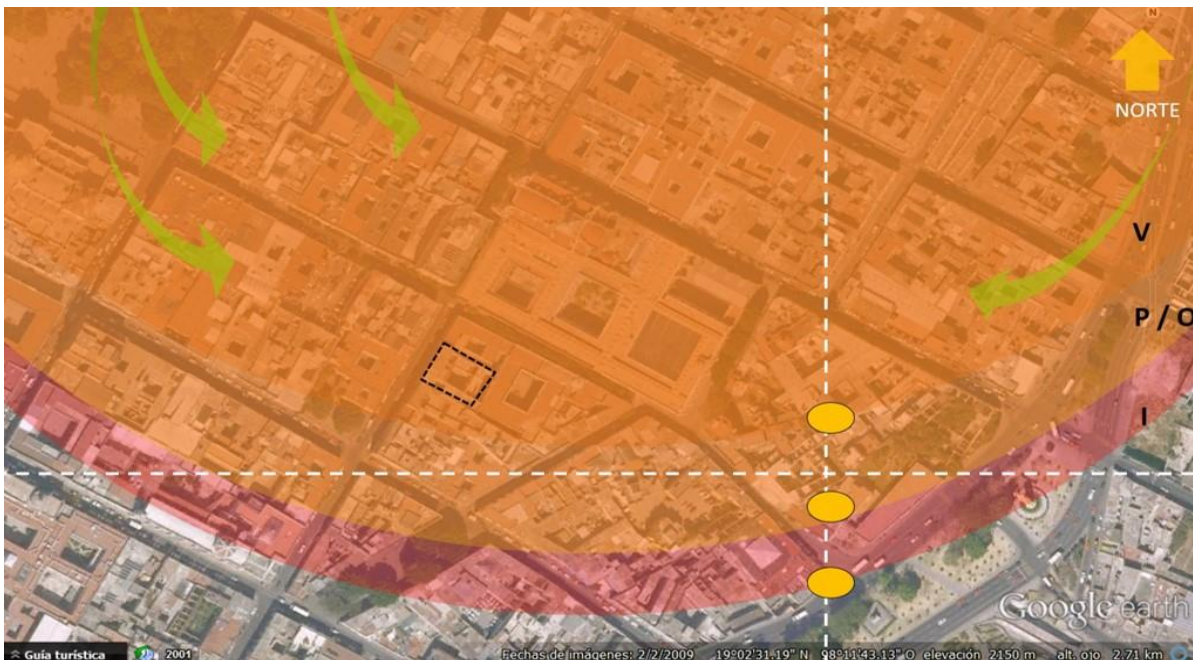 N
NORTE
V
P / O
I
Google earth
Guía turística
2001
Fechas de imágenes: 2/2/2009 19°02'31,19" N 98°11'43.13" O elevación 2150 m alt. ojo 2.71 km